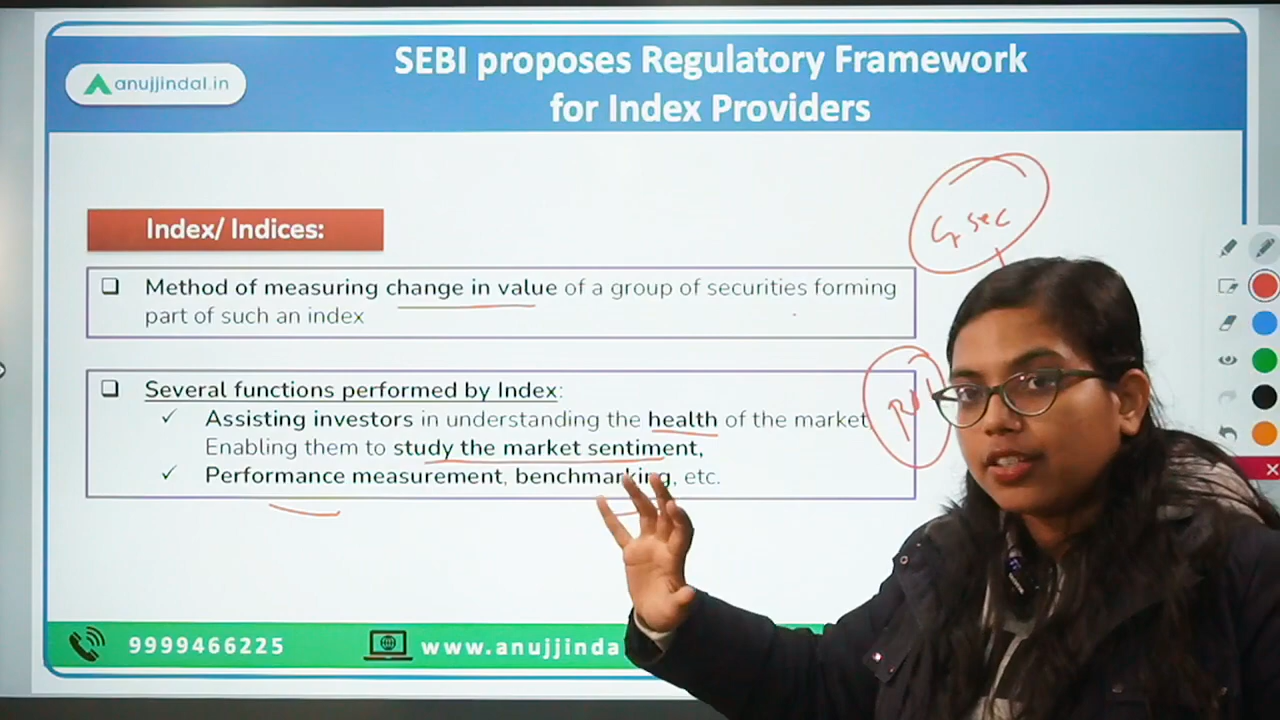 SEBI proposes Regulatory Framework
for Index Providers
anujjindal.in
G sec
Index/ Indices:
❑ Method of measuring change in value of a group of securities forming
part of such an index
❑ Several functions performed by Index:
✓ Assisting investors in understanding the health of the market
Enabling them to study the market sentiment,
✓ Performance measurement, benchmarking, etc.
9999466225
www.anujjinda